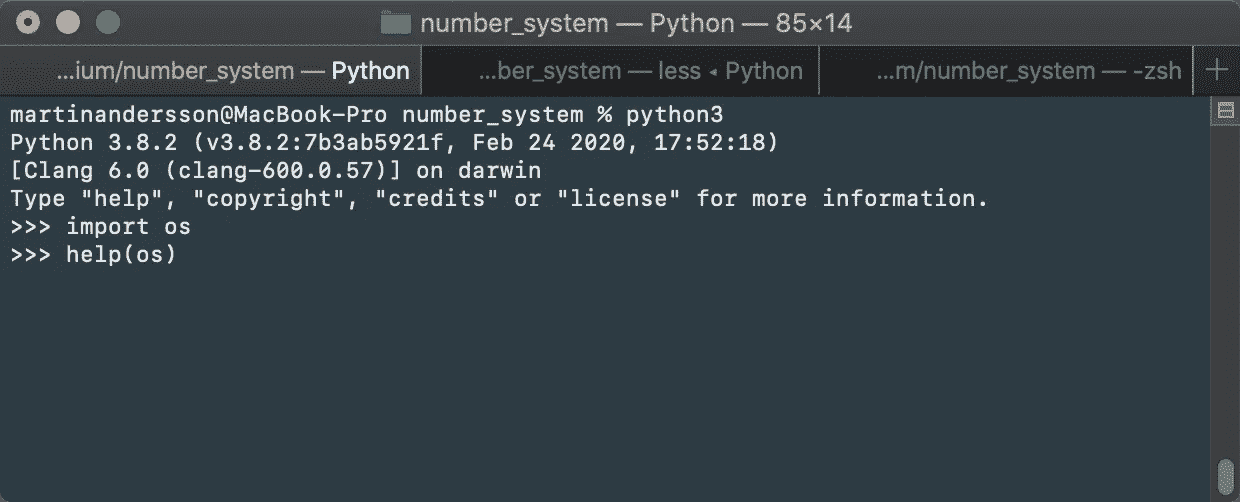 number_system — Python — 85×14
...ium/number_system — Python
...ber_system — less ◂ Python
...m/number_system — -zsh
martinandersson@MacBook-Pro number_system % python3
Python 3.8.2 (v3.8.2:7b3ab5921f, Feb 24 2020, 17:52:18)
[Clang 6.0 (clang-600.0.57)] on darwin
Type "help", "copyright", "credits" or "license" for more information.
>>> import os
>>> help(os)